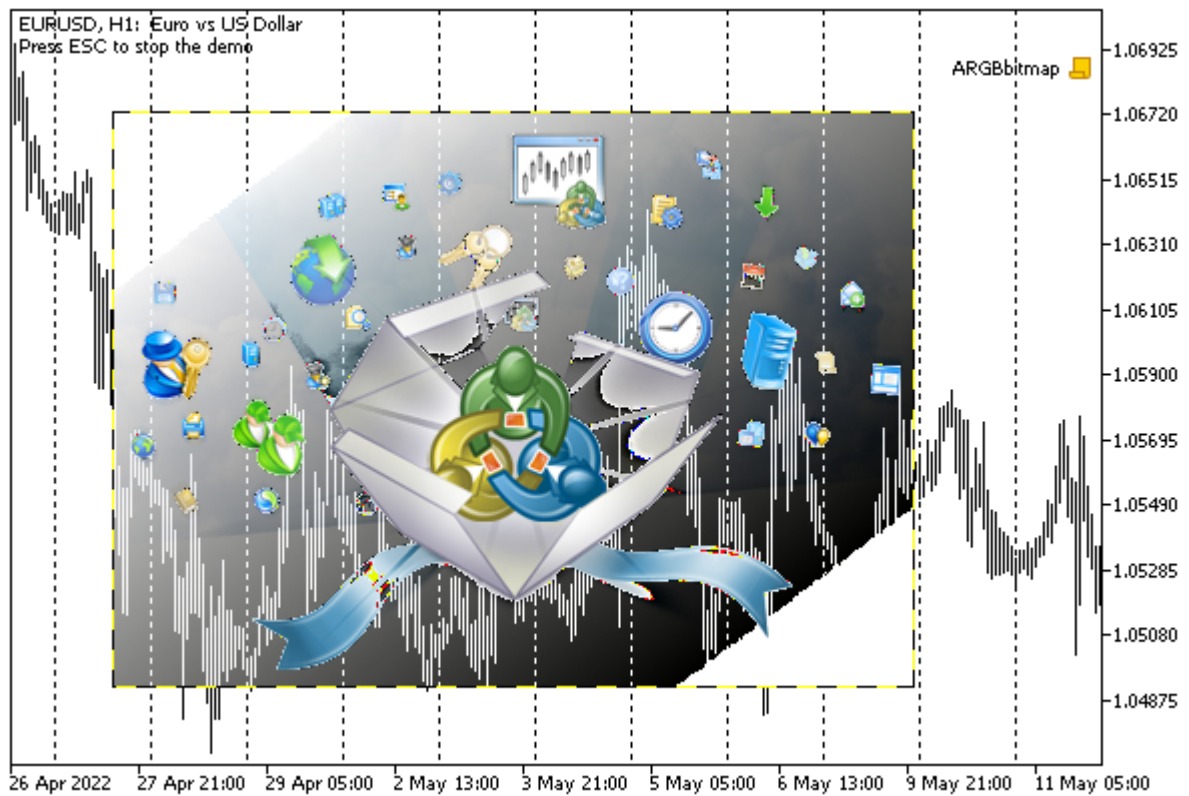 EURUSD, H1: Euro vs US Dollar
Press ESC to stop the demo
ARGBbitmap
1.06925
1.06720
1.06515
1.06310
1.06105
1.05900
1.05695
1.05490
1.05285
1.05080
1.04875
26 Apr 2022 27 Apr 21:00 29 Apr 05:00 2 May 13:00 3 May 21:00 5 May 05:00 6 May 13:00 9 May 21:00 11 May 05:00